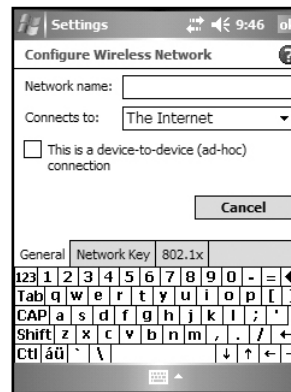 Settings 9:46 ok
Configure Wireless Network ?
Network name:
Connects to: The Internet
This is a device-to-device (ad-hoc)
connection
Cancel
General Network Key 802.1x
123 1 2 3 4 5 6 7 8 9 0 - =
Tab q w e r t y u i o p [ ]
CAP a s d f g h j k l ; '
Shift z x c v b n m , . / ←
Ctl áü ` \ ↓ ↑ ← →